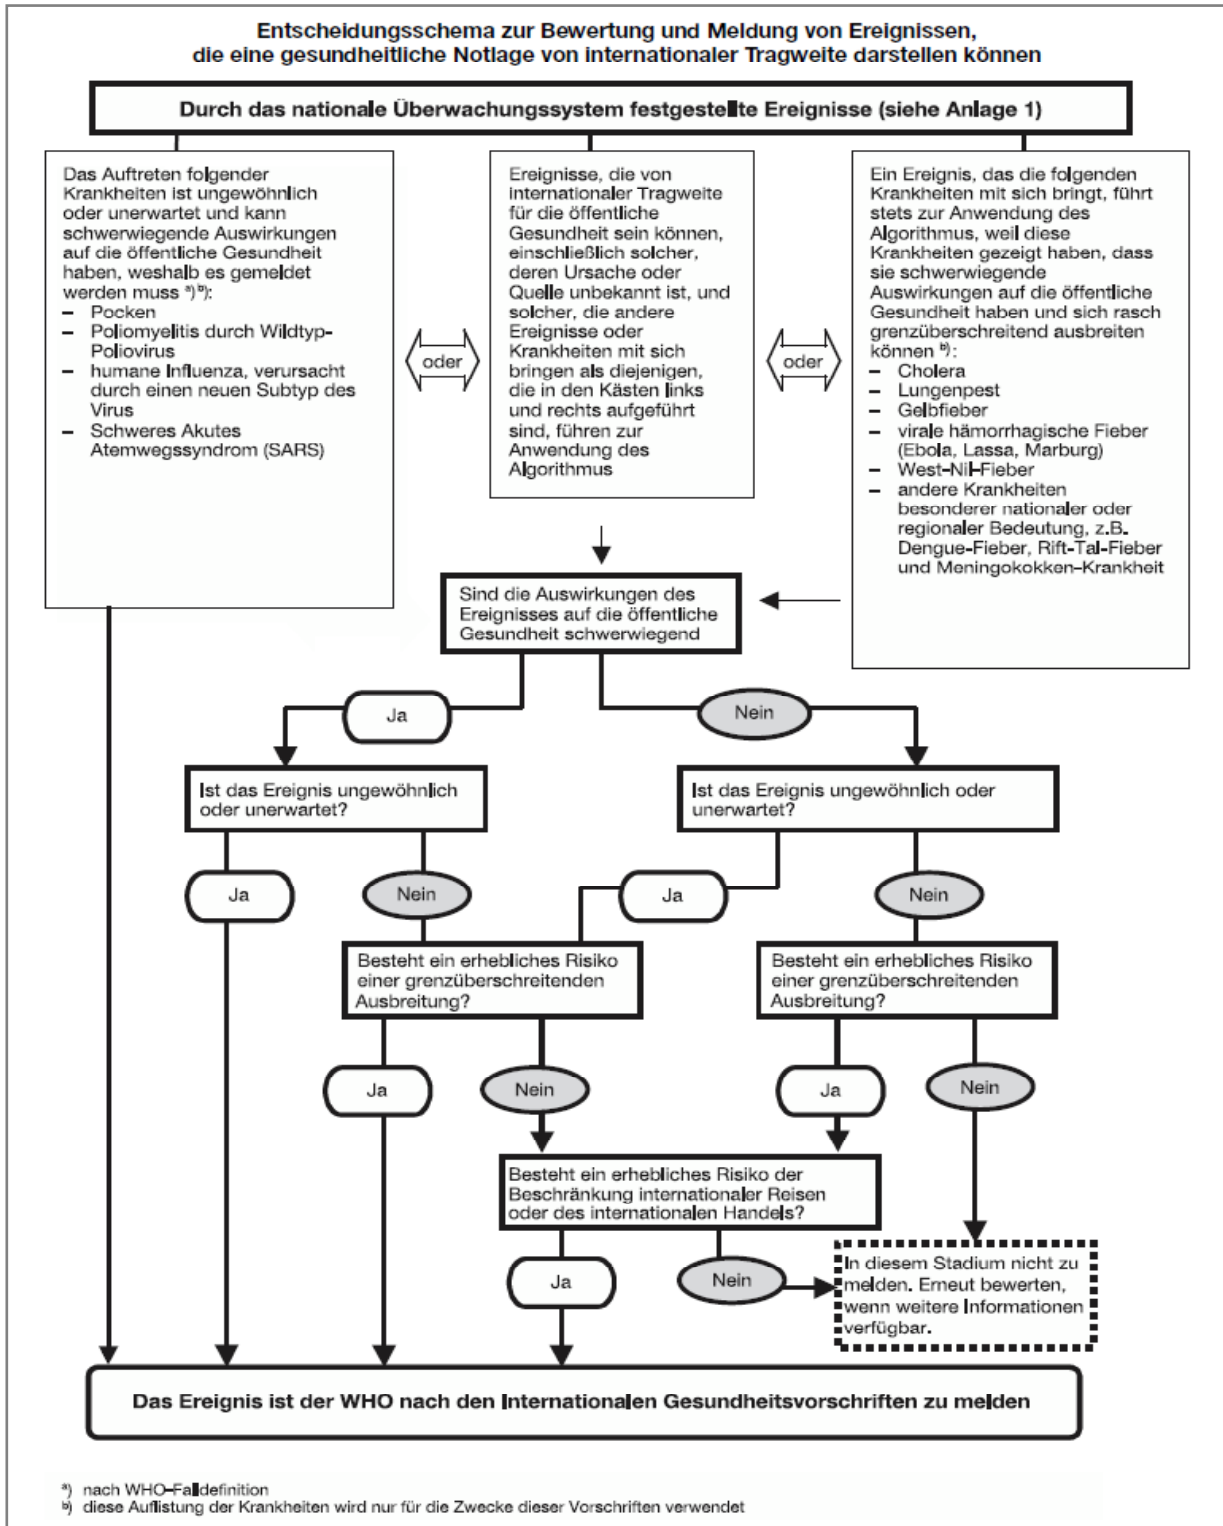 Entscheidungsschema zur Bewertung und Meldung von Ereignissen,
die eine gesundheitliche Notlage von internationaler Tragweite darstellen können
Durch das nationale Überwachungssystem festgestellte Ereignisse (siehe Anlage 1)
Das Auftreten folgender
Krankheiten ist ungewöhnlich
oder unerwartet und kann
schwerwiegende Auswirkungen
auf die öffentliche Gesundheit
haben, weshalb es gemeldet
werden muss a) b):
– Pocken
– Poliomyelitis durch Wildtyp-
Poliovirus
– humane Influenza, verursacht
durch einen neuen Subtyp des
Virus
– Schweres Akutes
Atemwegssyndrom (SARS)
oder
Ereignisse, die von
internationaler Tragweite
für die öffentliche
Gesundheit sein können,
einschließlich solcher,
deren Ursache oder
Quelle unbekannt ist, und
solcher, die andere
Ereignisse oder
Krankheiten mit sich
bringen als diejenigen,
die in den Kästen links
und rechts aufgeführt
sind, führen zur
Anwendung des
Algorithmus
oder
Ein Ereignis, das die folgenden
Krankheiten mit sich bringt, führt
stets zur Anwendung des
Algorithmus, weil diese
Krankheiten gezeigt haben, dass
sie schwerwiegende
Auswirkungen auf die öffentliche
Gesundheit haben und sich rasch
grenzüberschreitend ausbreiten
können b):
– Cholera
– Lungenpest
– Gelbfieber
– virale hämorrhagische Fieber
(Ebola, Lassa, Marburg)
– West-Nil-Fieber
– andere Krankheiten
besonderer nationaler oder
regionaler Bedeutung, z.B.
Dengue-Fieber, Rift-Tal-Fieber
und Meningokokken-Krankheit
Sind die Auswirkungen des
Ereignisses auf die öffentliche
Gesundheit schwerwiegend
Ja
Nein
Ist das Ereignis ungewöhnlich
oder unerwartet?
Ist das Ereignis ungewöhnlich oder
unerwartet?
Ja
Nein
Ja
Nein
Besteht ein erhebliches Risiko
einer grenzüberschreitenden
Ausbreitung?
Besteht ein erhebliches Risiko
einer grenzüberschreitenden
Ausbreitung?
Ja
Nein
Ja
Nein
Besteht ein erhebliches Risiko der
Beschränkung internationaler Reisen
oder des internationalen Handels?
Ja
Nein
In diesem Stadium nicht zu
melden. Erneut bewerten,
wenn weitere Informationen
verfügbar.
Das Ereignis ist der WHO nach den Internationalen Gesundheitsvorschriften zu melden
a) nach WHO-Falldefinition
b) diese Auflistung der Krankheiten wird nur für die Zwecke dieser Vorschriften verwendet